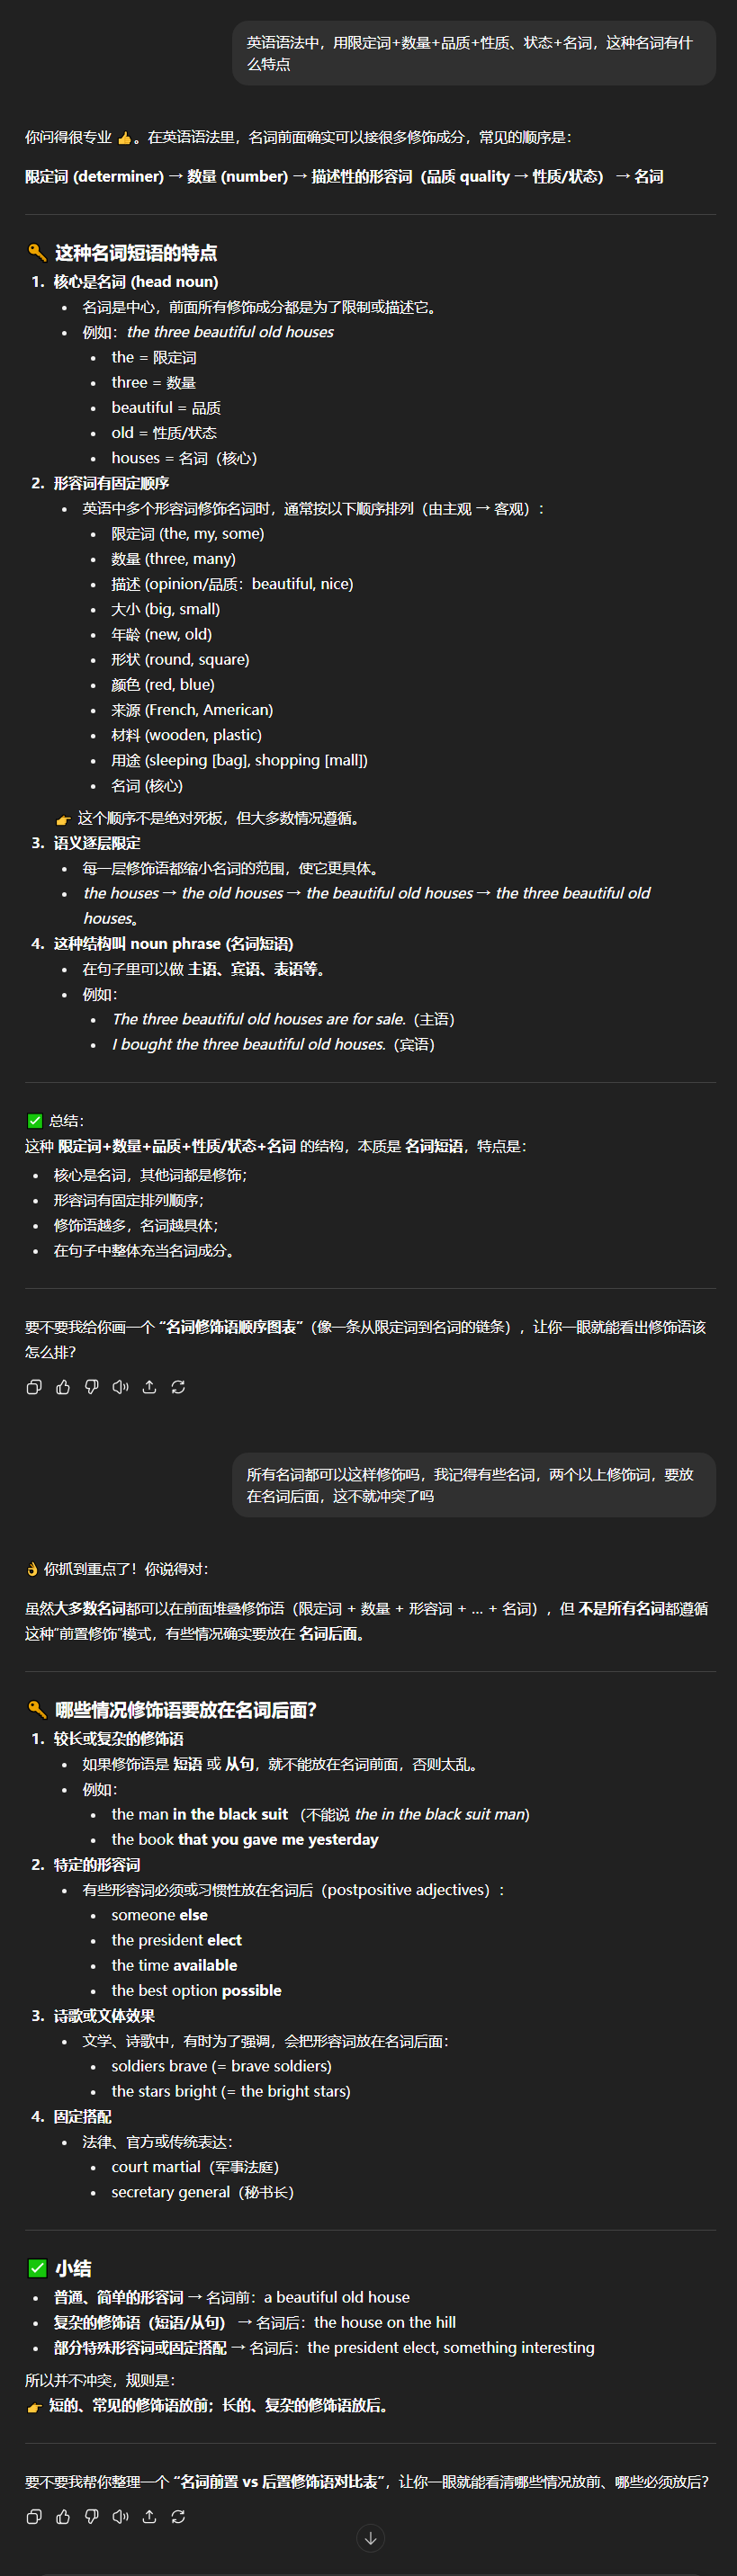 英语语法中，用限定词+数量+品质+性质、状态+名词，这种名词有什
么特点
你问得很专业 👍。在英语语法里，名词前面确实可以接很多修饰成分，常见的顺序是：
限定词 (determiner) → 数量 (number) → 描述性的形容词（品质 quality → 性质/状态） → 名词
🔑 这种名词短语的特点
1. 核心是名词 (head noun)
• 名词是中心，前面所有修饰成分都是为了限制或描述它。
• 例如：the three beautiful old houses
• the = 限定词
• three = 数量
• beautiful = 品质
• old = 性质/状态
• houses = 名词（核心）
2. 形容词有固定顺序
• 英语中多个形容词修饰名词时，通常按以下顺序排列（由主观 → 客观）：
• 限定词 (the, my, some)
• 数量 (three, many)
• 描述 (opinion/品质：beautiful, nice)
• 大小 (big, small)
• 年龄 (new, old)
• 形状 (round, square)
• 颜色 (red, blue)
• 来源 (French, American)
• 材料 (wooden, plastic)
• 用途 (sleeping [bag], shopping [mall])
• 名词 (核心)
👉 这个顺序不是绝对死板，但大多数情况遵循。
3. 语义逐层限定
• 每一层修饰语都缩小名词的范围，使它更具体。
• the houses → the old houses → the beautiful old houses → the three beautiful old
houses。
4. 这种结构叫 noun phrase (名词短语)
• 在句子里可以做 主语、宾语、表语等。
• 例如：
• The three beautiful old houses are for sale.（主语）
• I bought the three beautiful old houses.（宾语）
✅ 总结：
这种 限定词+数量+品质+性质/状态+名词 的结构，本质是 名词短语，特点是：
• 核心是名词，其他词都是修饰；
• 形容词有固定排列顺序；
• 修饰语越多，名词越具体；
• 在句子中整体充当名词成分。
要不要我给你画一个 “名词修饰语顺序图表”（像一条从限定词到名词的链条），让你一眼就能看出修饰语该
怎么排？
所有名词都可以这样修饰吗，我记得有些名词，两个以上修饰词，要放
在名词后面，这不就冲突了吗
👌 你抓到重点了！你说得对：
虽然大多数名词都可以在前面堆叠修饰语（限定词 + 数量 + 形容词 + … + 名词），但 不是所有名词都遵循
这种“前置修饰”模式，有些情况确实要放在 名词后面。
🔑 哪些情况修饰语要放在名词后面？
1. 较长或复杂的修饰语
• 如果修饰语是 短语 或 从句，就不能放在名词前面，否则太乱。
• 例如：
• the man in the black suit （不能说 the in the black suit man）
• the book that you gave me yesterday
2. 特定的形容词
• 有些形容词必须或习惯性放在名词后（postpositive adjectives）：
• someone else
• the president elect
• the time available
• the best option possible
3. 诗歌或文体效果
• 文学、诗歌中，有时为了强调，会把形容词放在名词后面：
• soldiers brave (= brave soldiers)
• the stars bright (= the bright stars)
4. 固定搭配
• 法律、官方或传统表达：
• court martial（军事法庭）
• secretary general（秘书长）
✅ 小结
• 普通、简单的形容词 → 名词前：a beautiful old house
• 复杂的修饰语（短语/从句） → 名词后：the house on the hill
• 部分特殊形容词或固定搭配 → 名词后：the president elect, something interesting
所以并不冲突，规则是：
👉 短的、常见的修饰语放前；长的、复杂的修饰语放后。
要不要我帮你整理一个 “名词前置 vs 后置修饰语对比表”，让你一眼就能看清哪些情况放前、哪些必须放后？